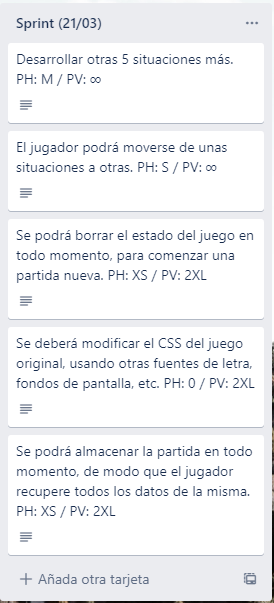 Sprint (21/03)
Desarrollar otras 5 situaciones más.
PH: M / PV: ∞
El jugador podrá moverse de unas
situaciones a otras. PH: S / PV: ∞
Se podrá borrar el estado del juego en
todo momento, para comenzar una
partida nueva. PH: XS / PV: 2XL
Se deberá modificar el CSS del juego
original, usando otras fuentes de letra,
fondos de pantalla, etc. PH: 0 / PV: 2XL
Se podrá almacenar la partida en todo
momento, de modo que el jugador
recupere todos los datos de la misma.
PH: XS / PV: 2XL
Añada otra tarjeta